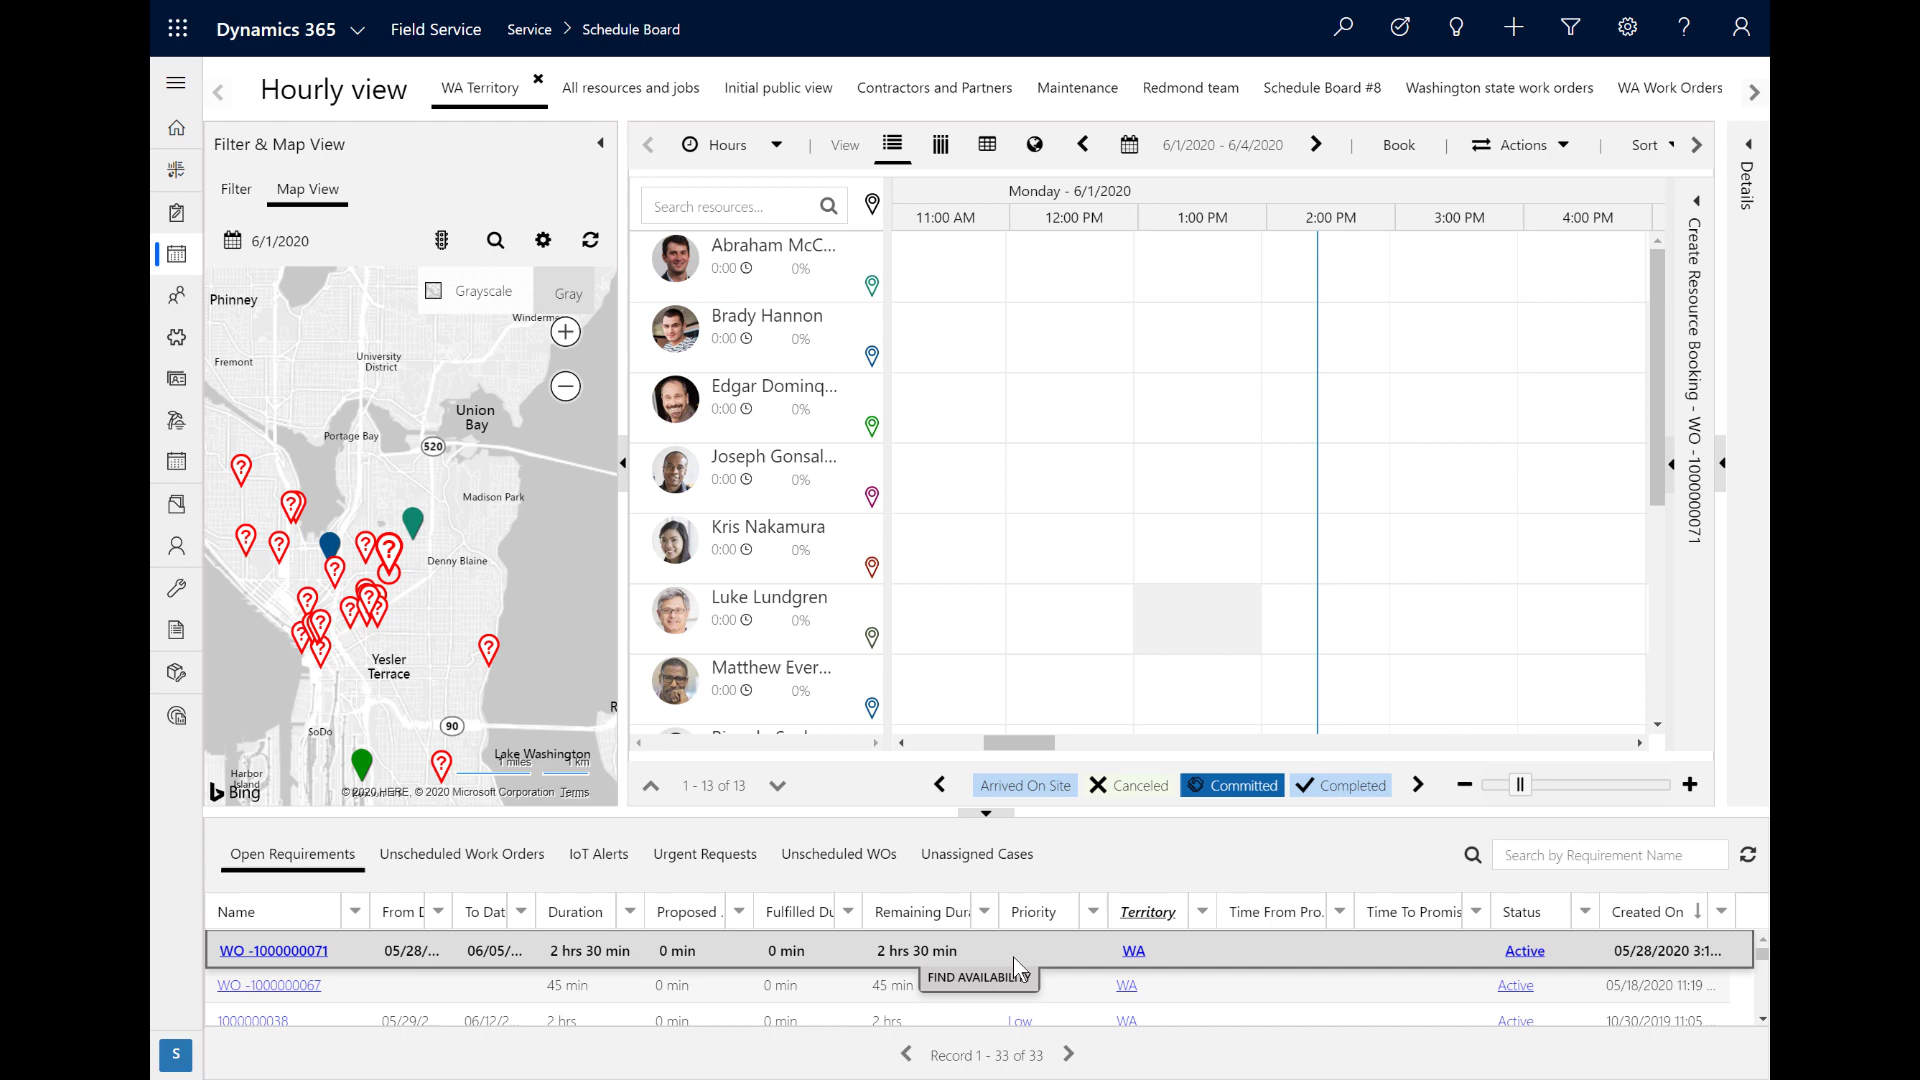 Dynamics 365 Field Service Service > Schedule Board
Hourly view WA Territory All resources and jobs Initial public view Contractors and Partners Maintenance Redmond team Schedule Board #8 Washington state work orders WA Work Orders
Filter & Map View
Filter Map View
6/1/2020
Grayscale Gray
Phinney
Winderme
Fremont
University
District
Union
Bay
Portage Bay
520
Madison Park
Denny Blaine
Yesler
Terrace
90
SoDo
Lake Washington
1 miles 1 km
Harbor
Island
Bing
© 2020 HERE, © 2020 Microsoft Corporation Terms
Hours View 6/1/2020 - 6/4/2020 Book Actions Sort
Search resources...
Monday - 6/1/2020
11:00 AM 12:00 PM 1:00 PM 2:00 PM 3:00 PM 4:00 PM
Abraham McC...
0:00 0%
Brady Hannon
0:00 0%
Edgar Dominq...
0:00 0%
Joseph Gonsal...
0:00 0%
Kris Nakamura
0:00 0%
Luke Lundgren
0:00 0%
Matthew Ever...
0:00 0%
1 - 13 of 13 Arrived On Site Canceled Committed Completed
Create Resource Booking - WO -1000000071
Details
Open Requirements Unscheduled Work Orders IoT Alerts Urgent Requests Unscheduled WOs Unassigned Cases Search by Requirement Name
Name From D To Dat Duration Proposed . Fulfilled Du Remaining Dura Priority Territory Time From Pro. Time To Promis Status Created On
WO -1000000071 05/28/... 06/05/... 2 hrs 30 min 0 min 0 min 2 hrs 30 min WA Active 05/28/2020 3:1...
FIND AVAILABILITY
WO -1000000067 45 min 0 min 0 min 45 min WA Active 05/18/2020 11:19 ...
1000000038 05/29/2... 06/12/2... 2 hrs 0 min 0 min 2 hrs Low WA Active 10/30/2019 11:05 ...
Record 1 - 33 of 33
S